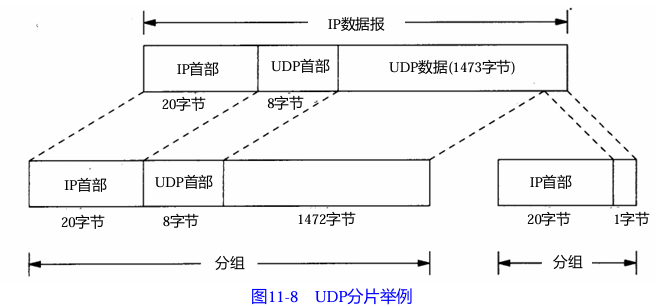 IP数据报
IP首部
UDP首部
UDP数据(1473字节)
20字节
8字节
IP首部
UDP首部
IP首部
20字节
8字节
1472字节
20字节
1字节
分组
分组
图11-8 UDP分片举例